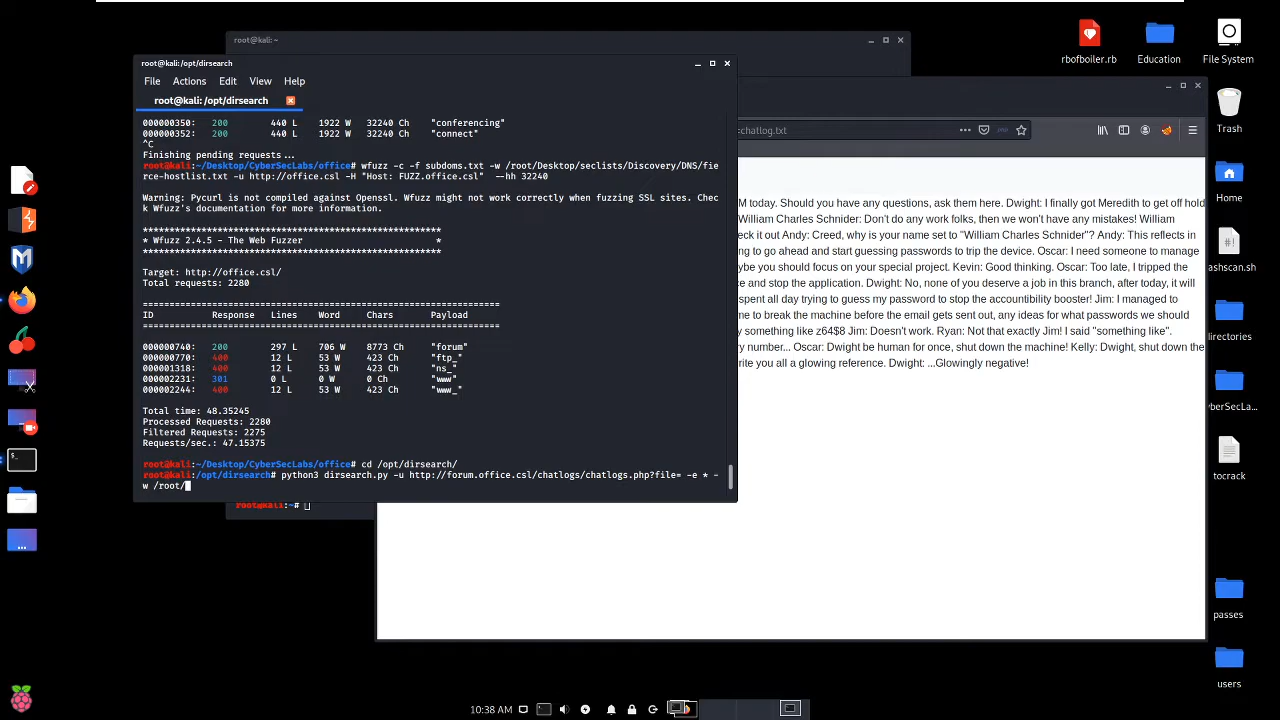 root@kali: ~
root@kali: /opt/dirsearch
File Actions Edit View Help
root@kali: /opt/dirsearch
000000350: 200 440 L 1922 W 32240 Ch "conferencing"
000000352: 200 440 L 1922 W 32240 Ch "connect"
^C
Finishing pending requests...
root@kali:~/Desktop/CyberSecLabs/office# wfuzz -c -f subdoms.txt -w /root/Desktop/seclists/Discovery/DNS/fie
rce-hostlist.txt -u http://office.csl/ -H "Host: FUZZ.office.csl" --hh 32240
Warning: Pycurl is not compiled against Openssl. Wfuzz might not work correctly when fuzzing SSL sites. Chec
k Wfuzz's documentation for more information.
********************************************************
* Wfuzz 2.4.5 - The Web Fuzzer *
********************************************************
Target: http://office.csl/
Total requests: 2280
===================================================================
ID Response Lines Word Chars Payload
===================================================================
000000740: 200 297 L 706 W 8773 Ch "forum"
000000770: 400 12 L 53 W 423 Ch "ftp_"
000001318: 400 12 L 53 W 423 Ch "ns_"
000002231: 301 0 L 0 W 0 Ch "www"
000002244: 400 12 L 53 W 423 Ch "www_"
Total time: 48.35245
Processed Requests: 2280
Filtered Requests: 2275
Requests/sec.: 47.15375
root@kali:~/Desktop/CyberSecLabs/office# cd /opt/dirsearch/
root@kali:/opt/dirsearch# python3 dirsearch.py -u http://forum.office.csl/chatlogs/chatlogs.php?file= -e * -
w /root/
root@kali:~#
chatlog.txt
M today. Should you have any questions, ask them here. Dwight: I finally got Meredith to get off hold
William Charles Schnider: Don't do any work folks, then we won't have any mistakes! William
eck it out Andy: Creed, why is your name set to "William Charles Schnider"? Andy: This reflects in
ng to go ahead and start guessing passwords to trip the device. Oscar: I need someone to manage
ybe you should focus on your special project. Kevin: Good thinking. Oscar: Too late, I tripped the
e and stop the application. Dwight: No, none of you deserve a job in this branch, after today, it will
spent all day trying to guess my password to stop the accountibility booster! Jim: I managed to
me to break the machine before the email gets sent out, any ideas for what passwords we should
y something like z64$8 Jim: Doesn't work. Ryan: Not that exactly Jim! I said "something like".
ry number... Oscar: Dwight be human for once, shut down the machine! Kelly: Dwight, shut down the
rite you all a glowing reference. Dwight: ...Glowingly negative!
rbofboiler.rb
Education
File System
Trash
Home
#!
ashscan.sh
directories
yberSecLa...
tocrack
passes
users
10:38 AM